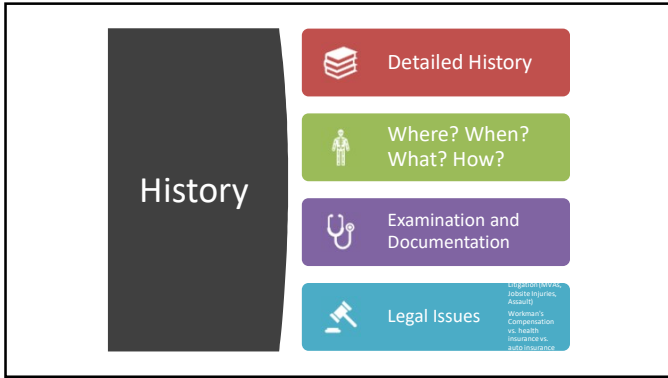 History
Detailed History
Where? When?
What? How?
Examination and
Documentation
Legal Issues
Litigation (MVAs,
Jobsite Injuries,
Assault)
Workman's
Compensation
vs. health
insurance vs.
auto insurance